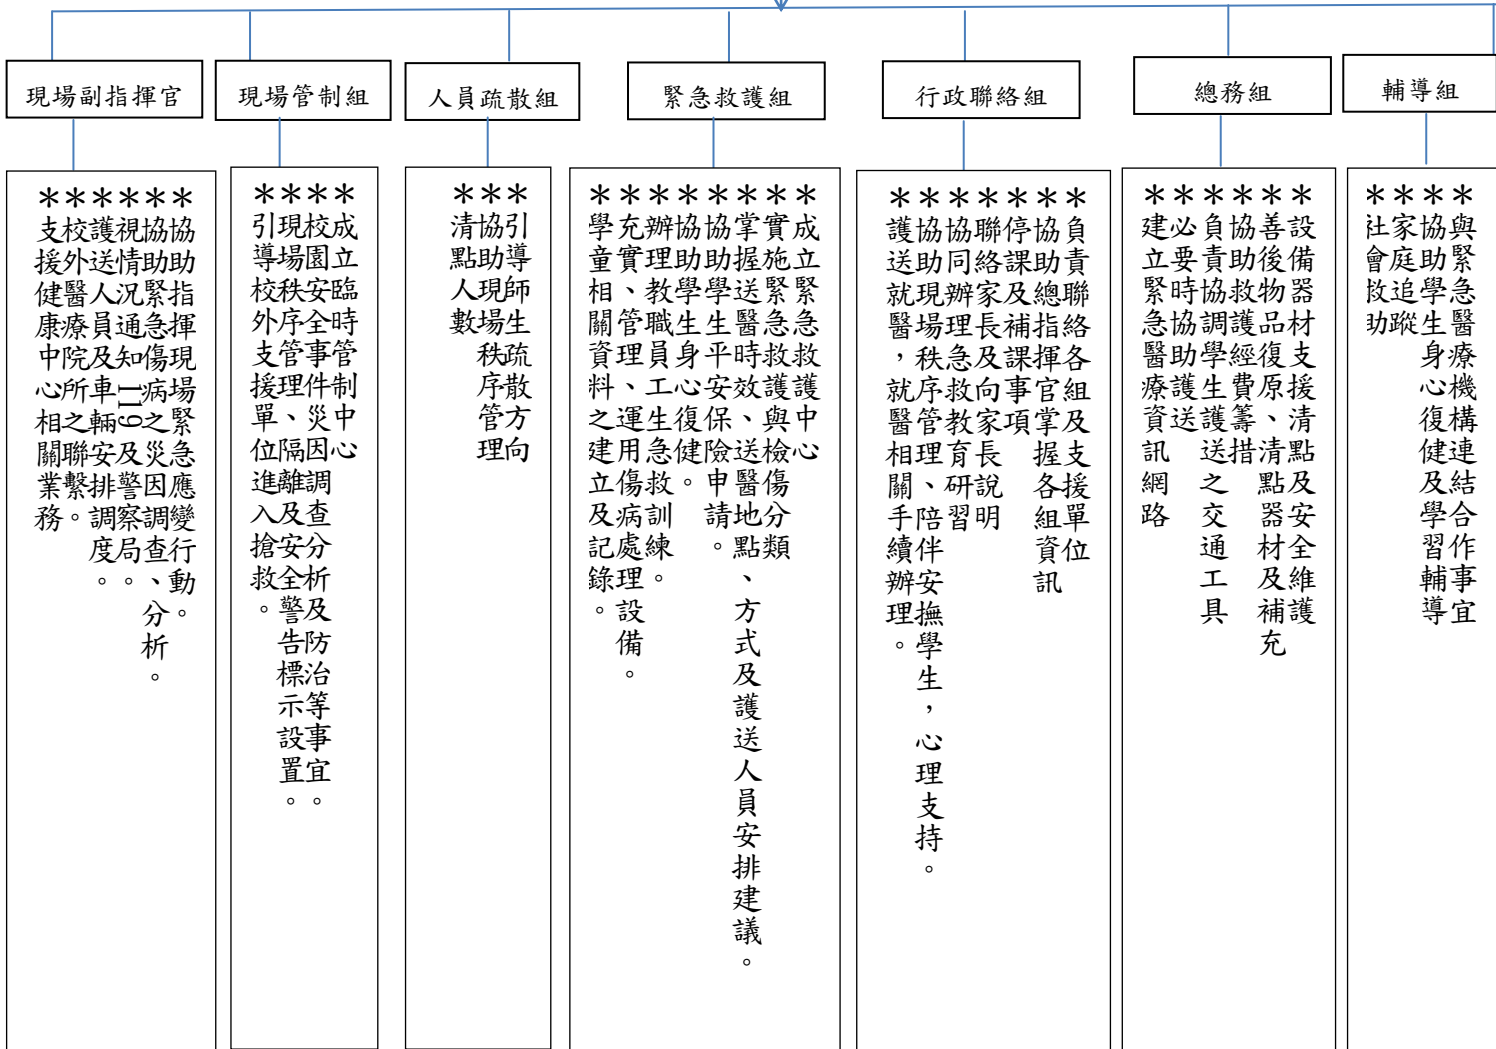 現場副指揮官
＊協助指揮現場緊急應變行動。
＊協助緊急傷病之災因調查、分析。
＊視情況通知 119 及警察局。
＊護送人員及車輛安排調度。
＊校外醫療院所之聯繫。
＊支援健康中心相關業務
現場管制組
＊成立臨時管制中心
＊校園安全事件災因調查分析及防治等事宜。
＊現場秩序管理、隔離及安全警告標示設置。
＊引導校外支援單位進入搶救。
人員疏散組
＊引導師生疏散方向
＊協助現場秩序管理
＊清點人數
緊急救護組
＊成立緊急救護中心
＊實施緊急救護與檢傷分類
＊掌握送醫時效、送醫地點、方式及護送人員安排建議。
＊協助學生平安保險申請。
＊協助學生身心復健。
＊辦理教職員工生急救訓練。
＊充實、管理、運用傷病處理設備。
＊學童相關資料之建立及記錄。
行政聯絡組
＊負責聯絡各組及支援單位
＊協助總指揮官掌握各組資訊
＊停課及補課事項
＊聯絡家長及向家長說明
＊協同辦理急救教育研習
＊協助現場秩序管理、陪伴安撫學生，心理支持。
＊護送就醫，就醫相關手續辦理。
總務組
＊設備器材支援清點及安全維護
＊善後物品復原、清點器材及補充
＊協助救護經費籌措
＊負責協調學生護送之交通工具
＊必要時協助護送
＊建立緊急醫療資訊網路
輔導組
＊與緊急醫療機構連結合作事宜
＊協助學生身心復健及學習輔導
＊家庭追蹤
＊社會救助